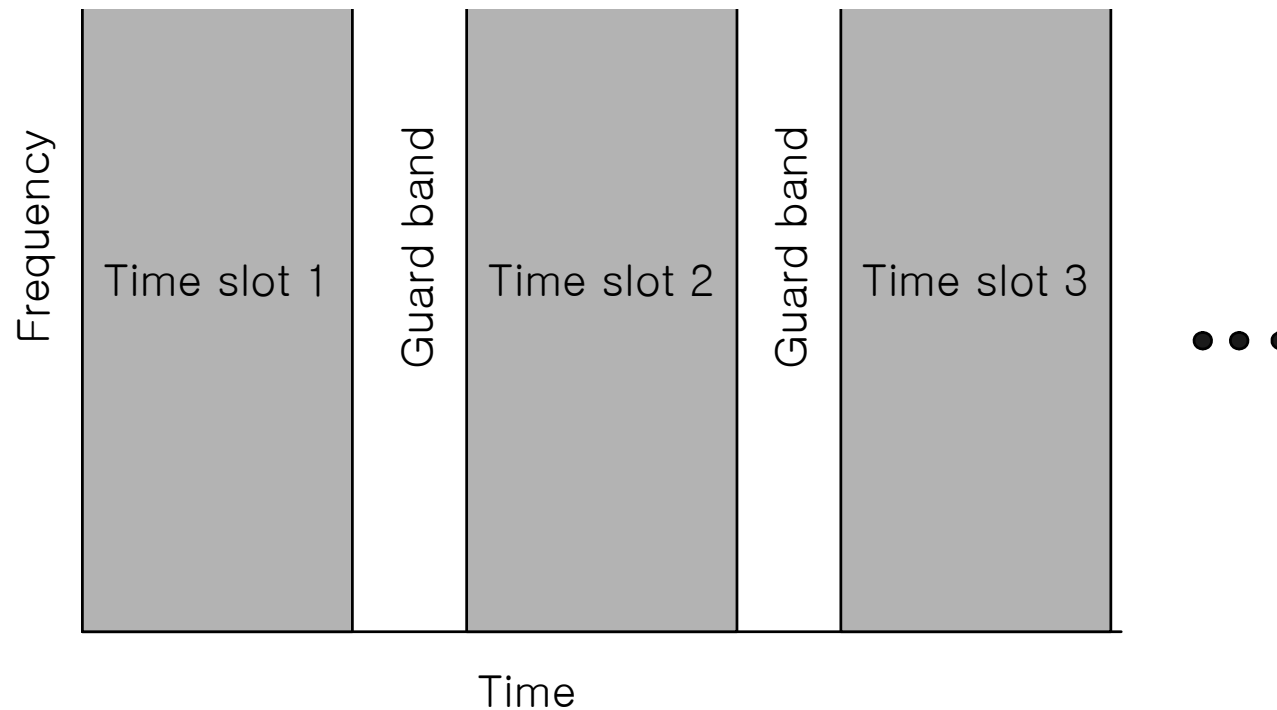 Frequency
Time slot 1
Guard band
Time slot 2
Guard band
Time slot 3
Time